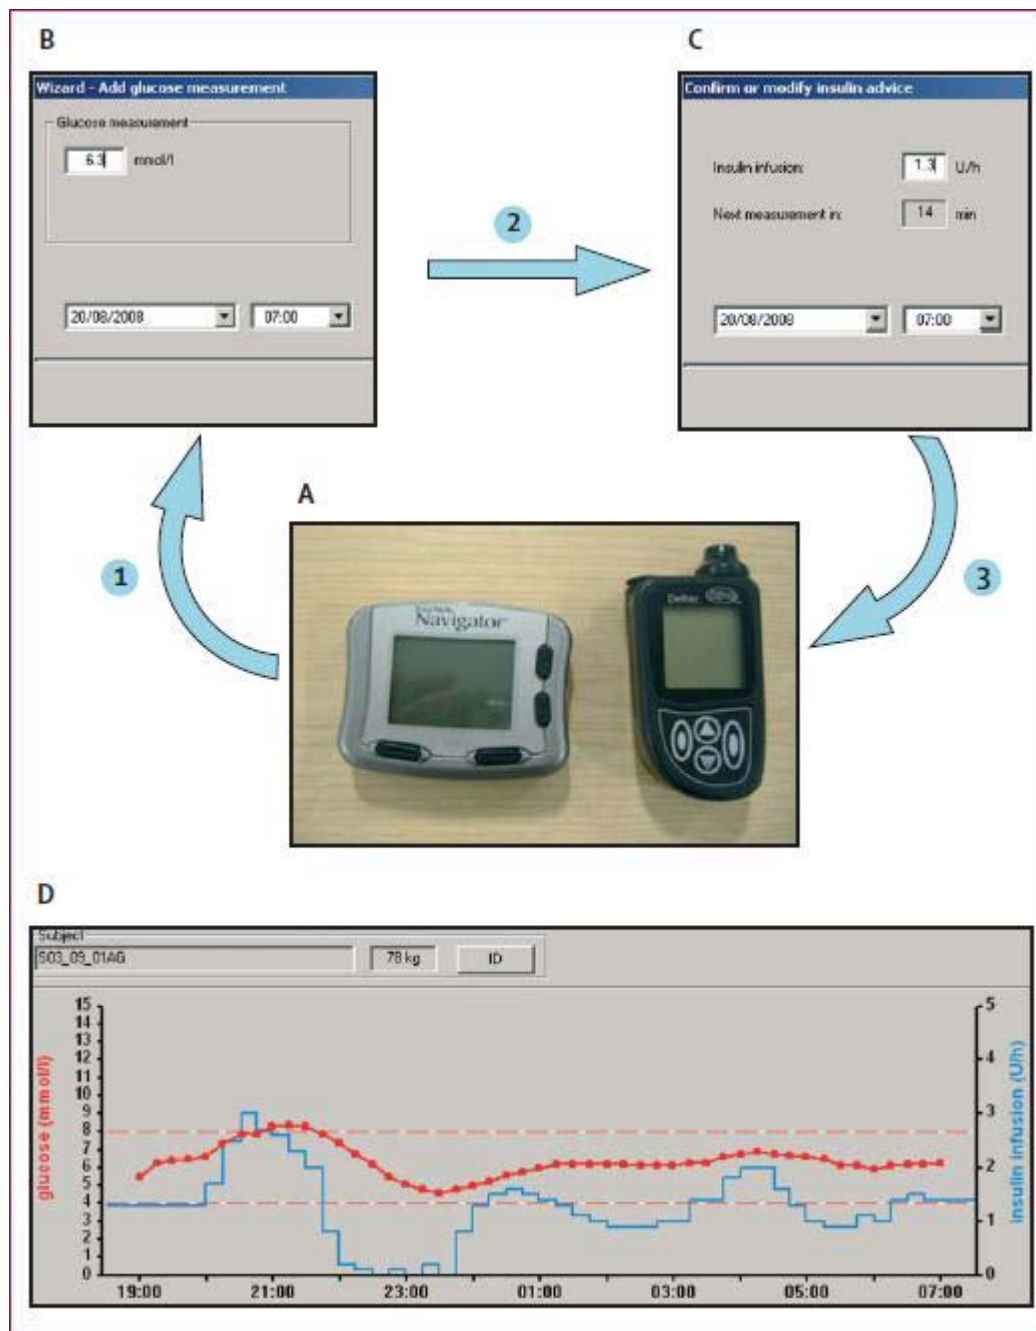 B
Wizard - Add glucose measurement
Glucose measurement
6.3 mmol/l
20/08/2008 07:00
C
Confirm or modify insulin advice
Insulin infusion: 1.3 U/h
Next measurement in: 14 min
20/08/2008 07:00
2
1
3
A
Navigator
Deltec
D
Subject
S03_09_01AG 78 kg ID
glucose (mmol/l)
15
14
13
12
11
10
9
8
7
6
5
4
3
2
1
0
5
4
3
2
1
0
insulin infusion (U/h)
19:00 21:00 23:00 01:00 03:00 05:00 07:00